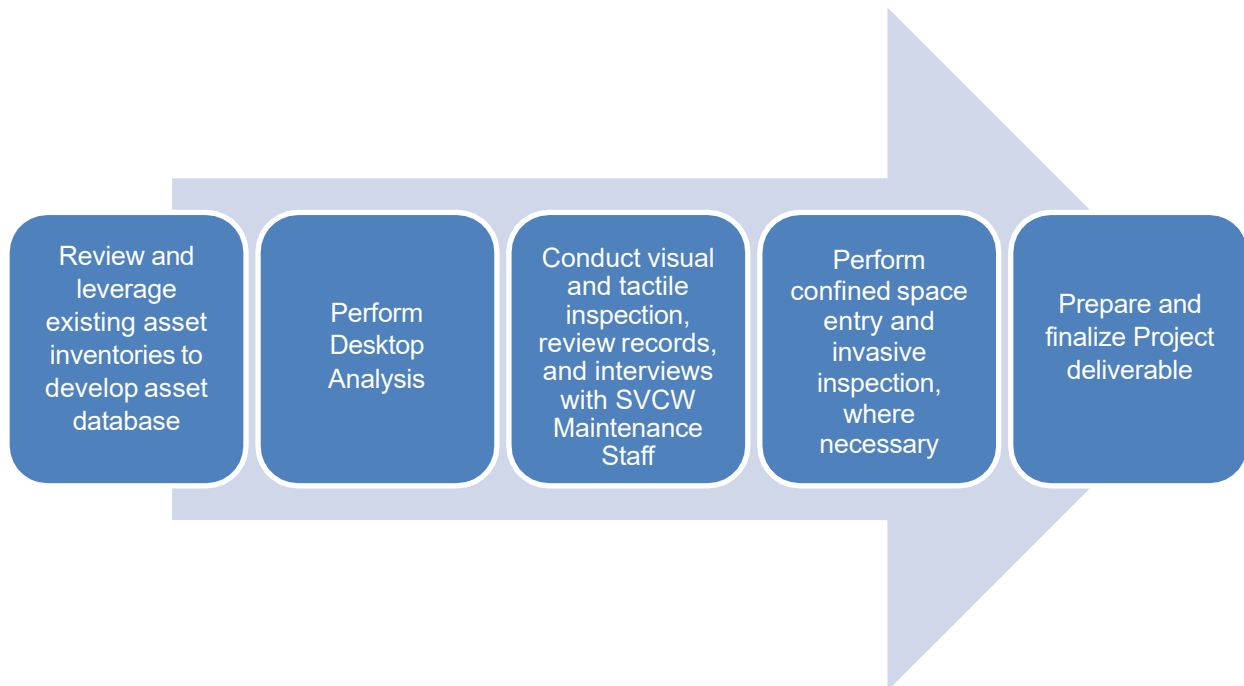 Review and
leverage
existing asset
inventories to
develop asset
database
Perform
Desktop
Analysis
Conduct visual
and tactile
inspection,
review records,
and interviews
with SVCW
Maintenance
Staff
Perform
confined space
entry and
invasive
inspection,
where
necessary
Prepare and
finalize Project
deliverable